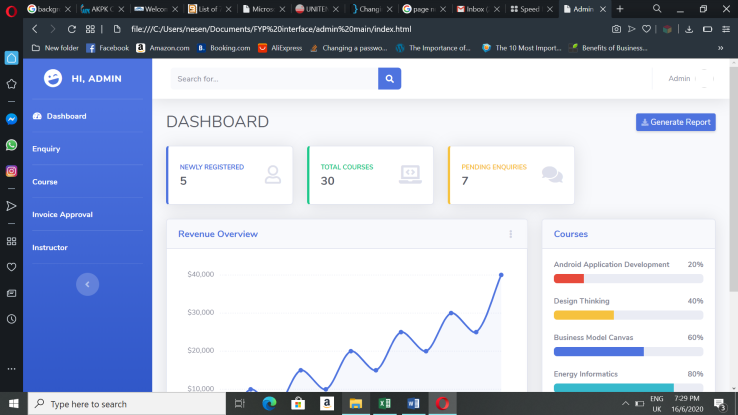 backgr
AKPK
Welcom
List of
Micros
UNITEN
Chang
page n
Inbox (
Speed
Admin
file:///C:/Users/nesen/Documents/FYP%20interface/admin%20main/index.html
New folder
Facebook
Amazon.com
Booking.com
AliExpress
Changing a passwo...
The Importance of...
The 10 Most Import...
Benefits of Business...
HI, ADMIN
Search for...
Admin
Dashboard
Enquiry
Course
Invoice Approval
Instructor
DASHBOARD
Generate Report
NEWLY REGISTERED
5
TOTAL COURSES
30
PENDING ENQUIRIES
7
Revenue Overview
$40,000
$30,000
$20,000
$10,000
Courses
Android Application Development 20%
Design Thinking 40%
Business Model Canvas 60%
Energy Informatics 80%
Type here to search
ENG
UK
7:29 PM
16/6/2020
3